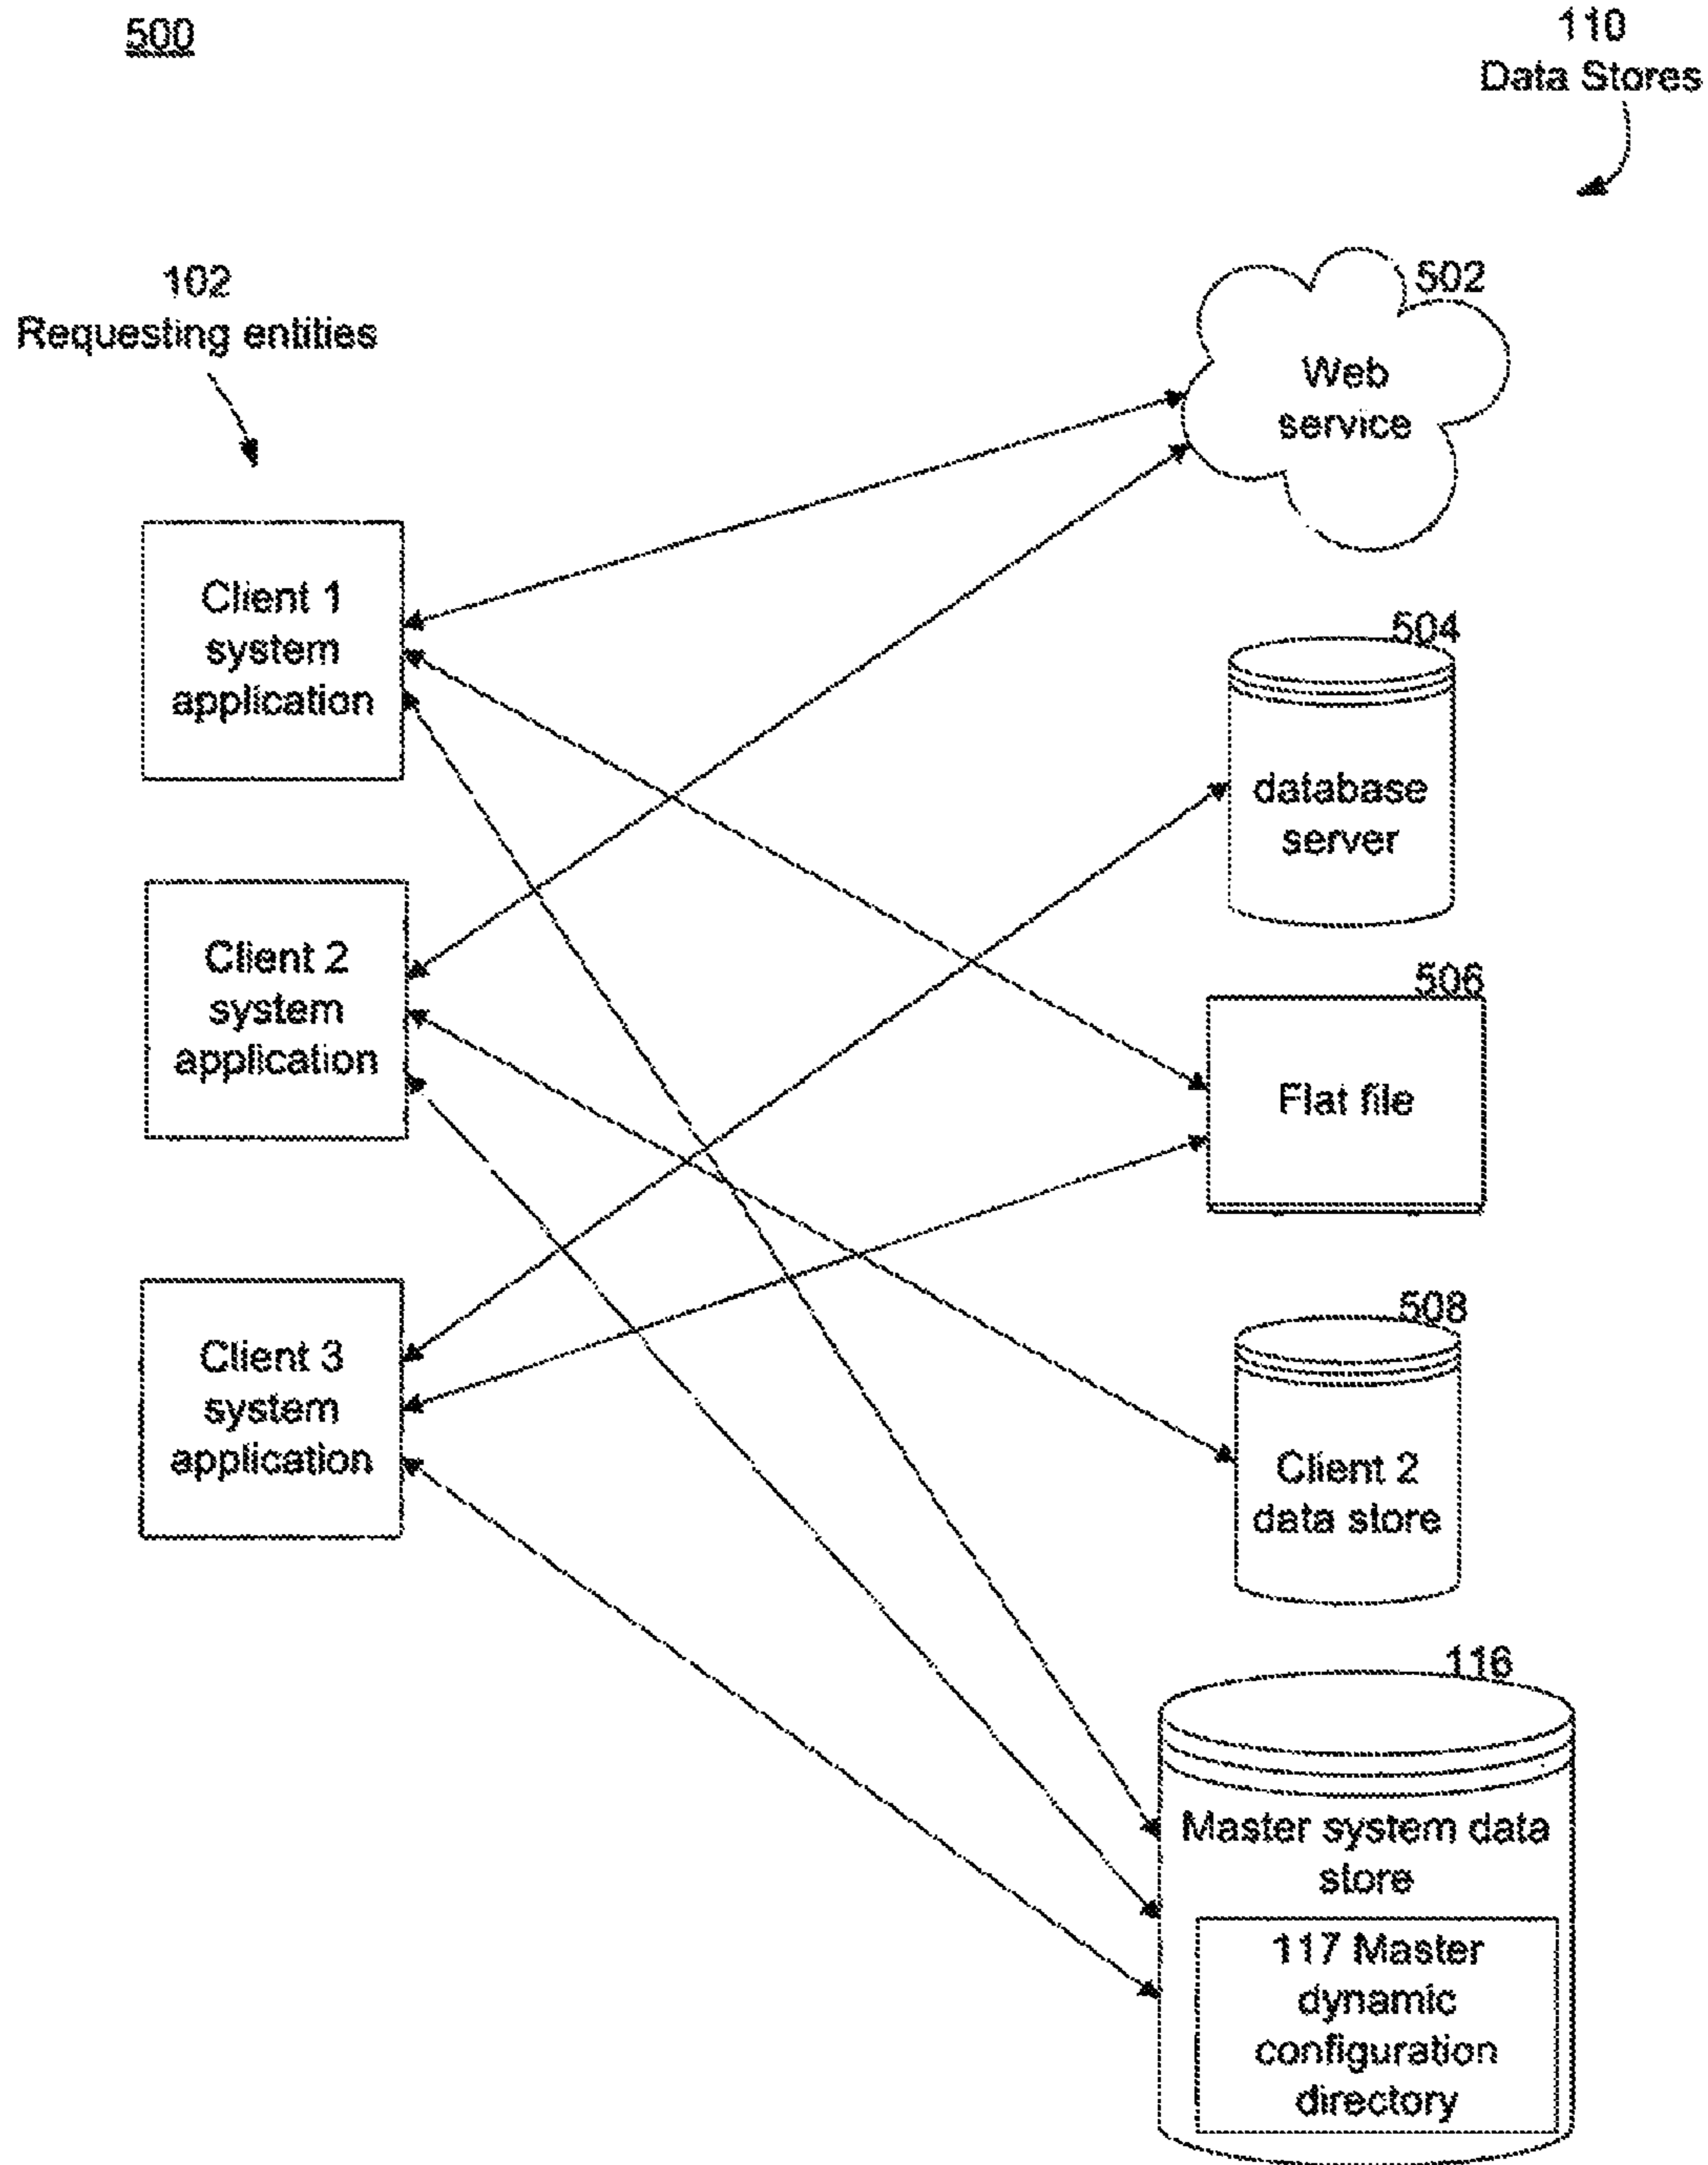 500
110
Data Stores
102
Requesting entities
502
Web
service
Client 1
system
application
504
database
server
Client 2
system
application
506
Flat file
Client 3
system
application
508
Client 2
data store
116
Master system data
store
117 Master
dynamic
configuration
directory